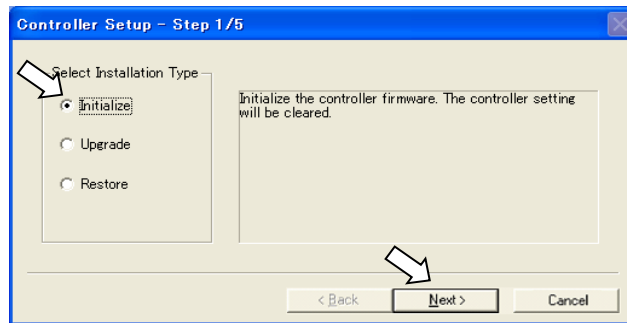 Controller Setup - Step 1/5
Select Installation Type
Initialize
Initialize the controller firmware. The controller setting
will be cleared.
Upgrade
Restore
< Back
Next >
Cancel